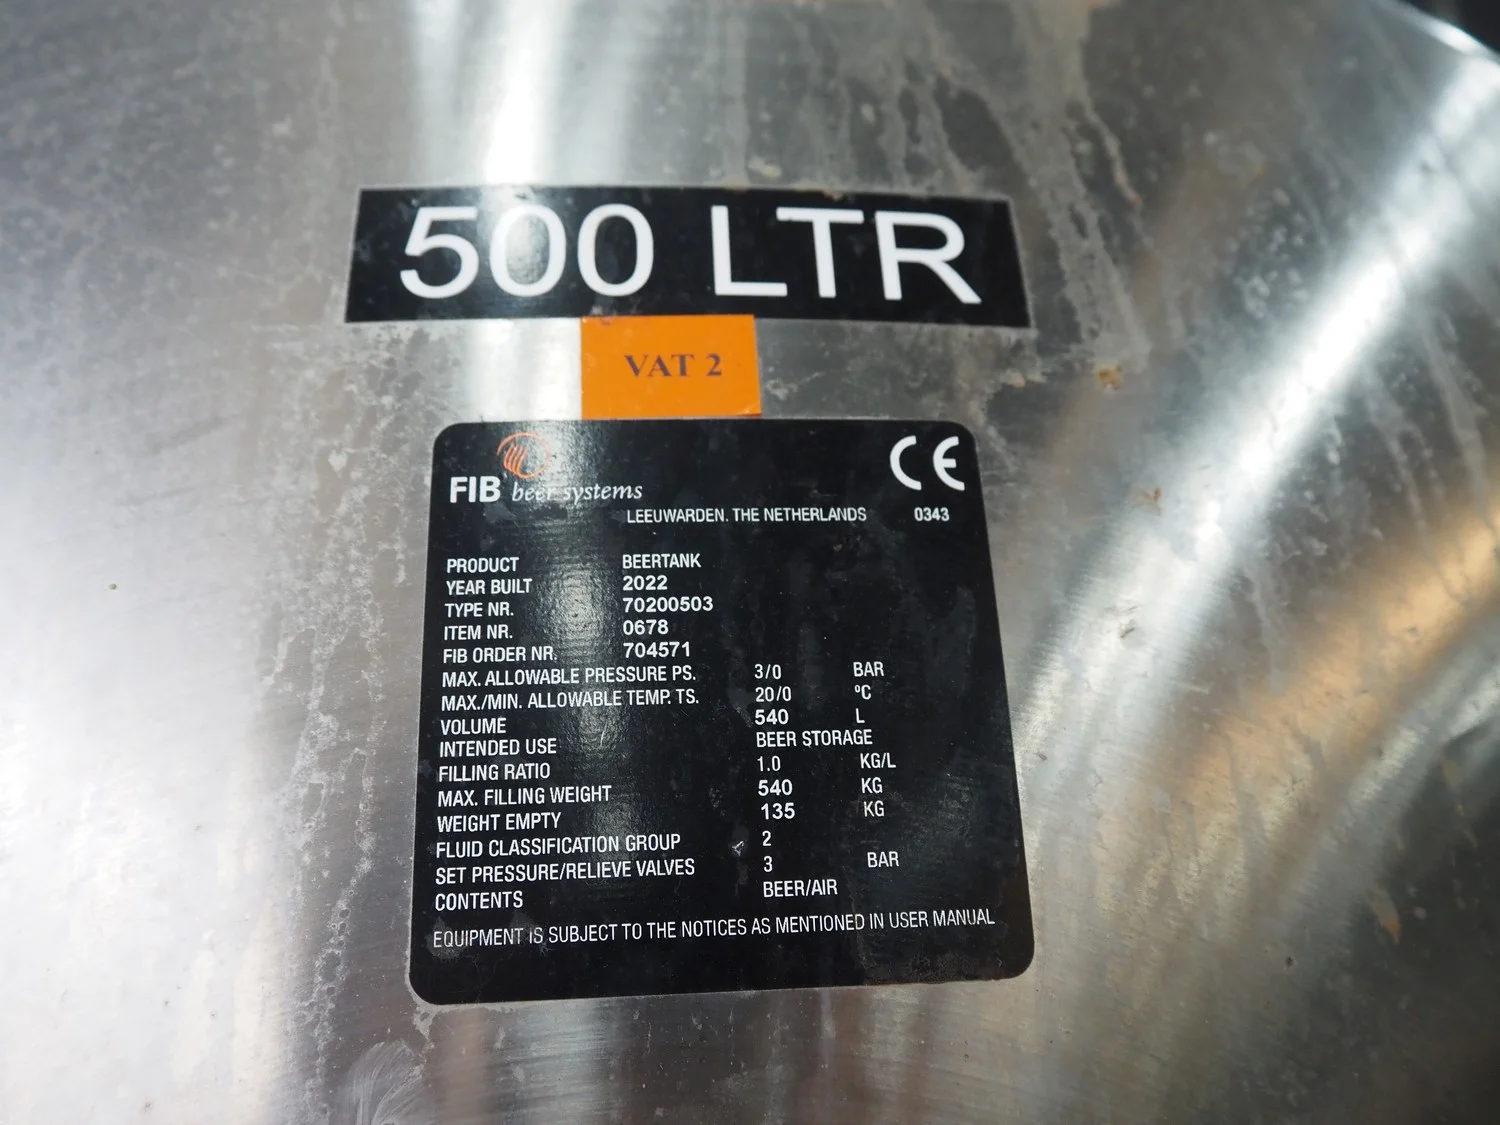 500 LTR
VAT 2
FIB beer systems
CE
LEEUWARDEN. THE NETHERLANDS 0343
PRODUCT BEERTANK
YEAR BUILT 2022
TYPE NR. 70200503
ITEM NR. 0678
FIB ORDER NR. 704571
MAX. ALLOWABLE PRESSURE PS. 3/0 BAR
MAX./MIN. ALLOWABLE TEMP. TS. 20/0 ºC
VOLUME 540 L
INTENDED USE BEER STORAGE
FILLING RATIO 1.0 KG/L
MAX. FILLING WEIGHT 540 KG
WEIGHT EMPTY 135 KG
FLUID CLASSIFICATION GROUP 2
SET PRESSURE/RELIEVE VALVES 3 BAR
CONTENTS BEER/AIR
EQUIPMENT IS SUBJECT TO THE NOTICES AS MENTIONED IN USER MANUAL